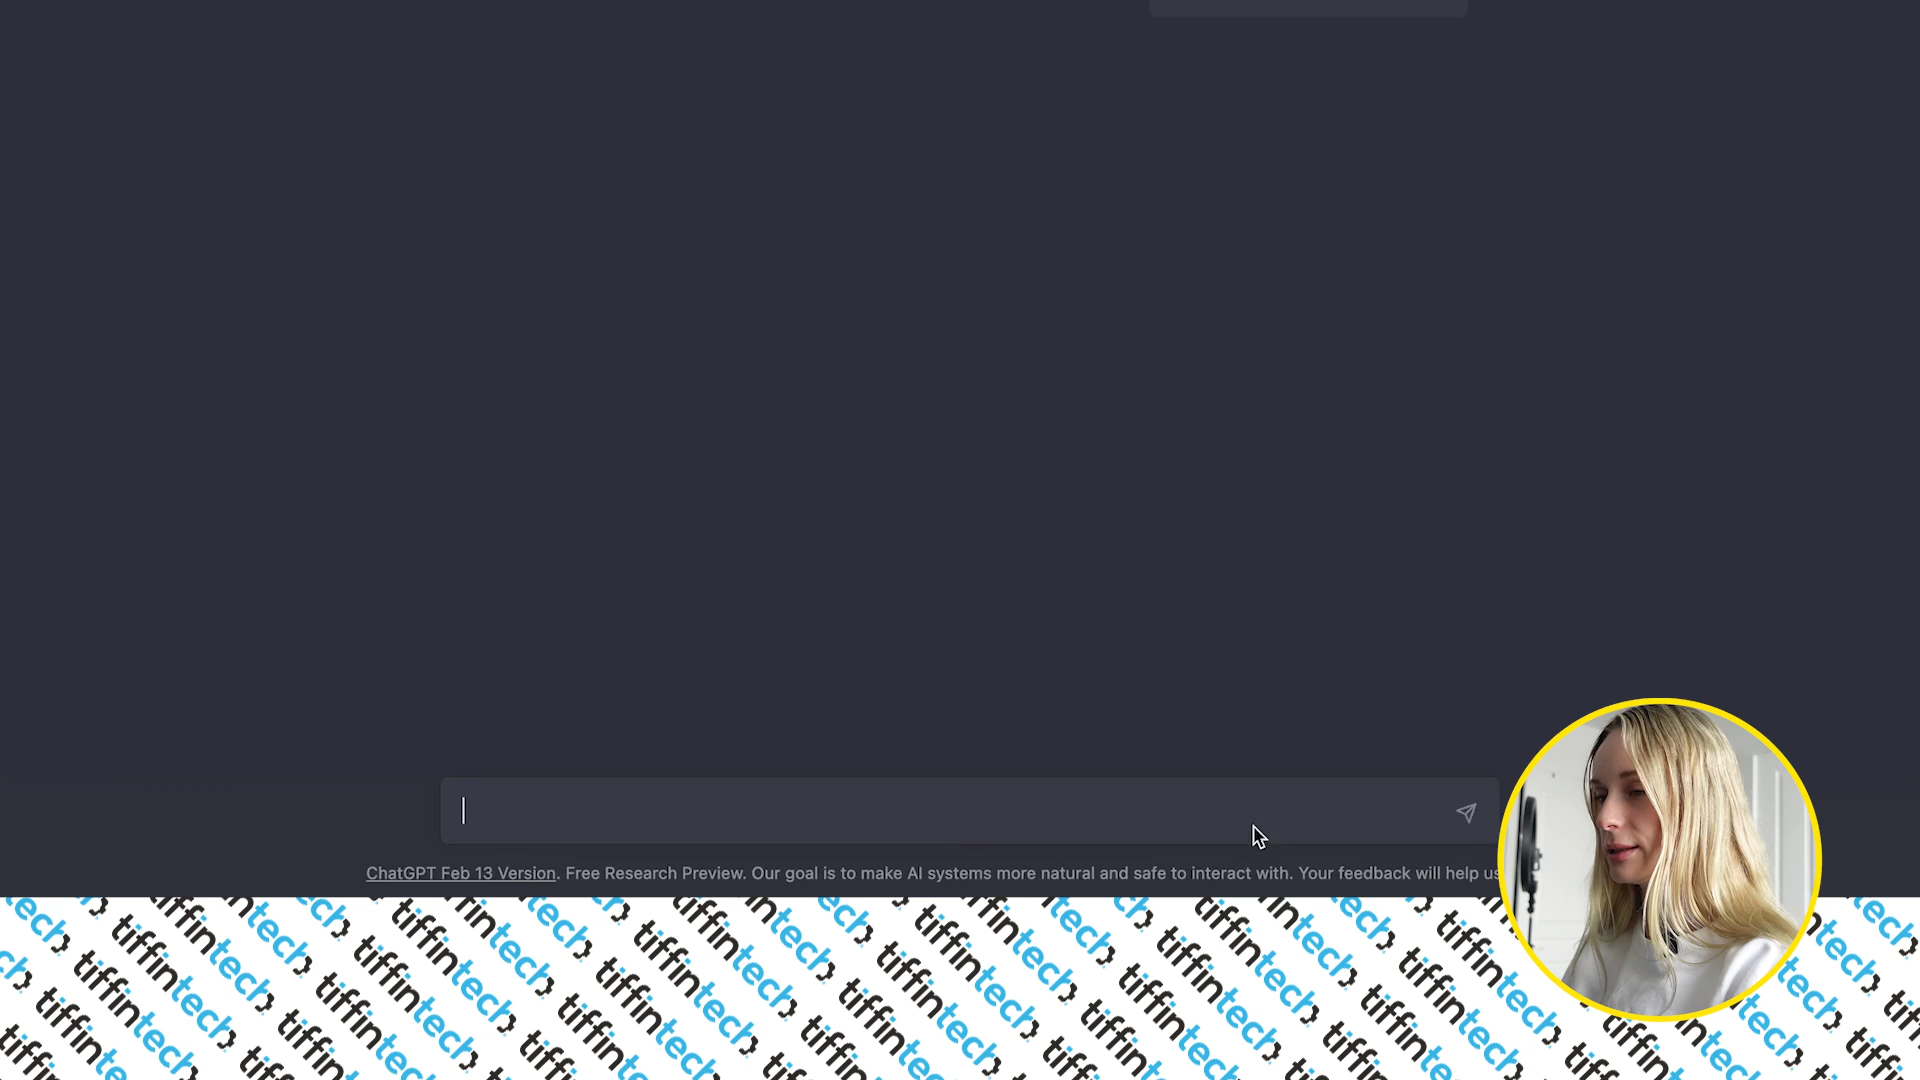 ChatGPT Feb 13 Version. Free Research Preview. Our goal is to make AI systems more natural and safe to interact with. Your feedback will help us
tiffintech